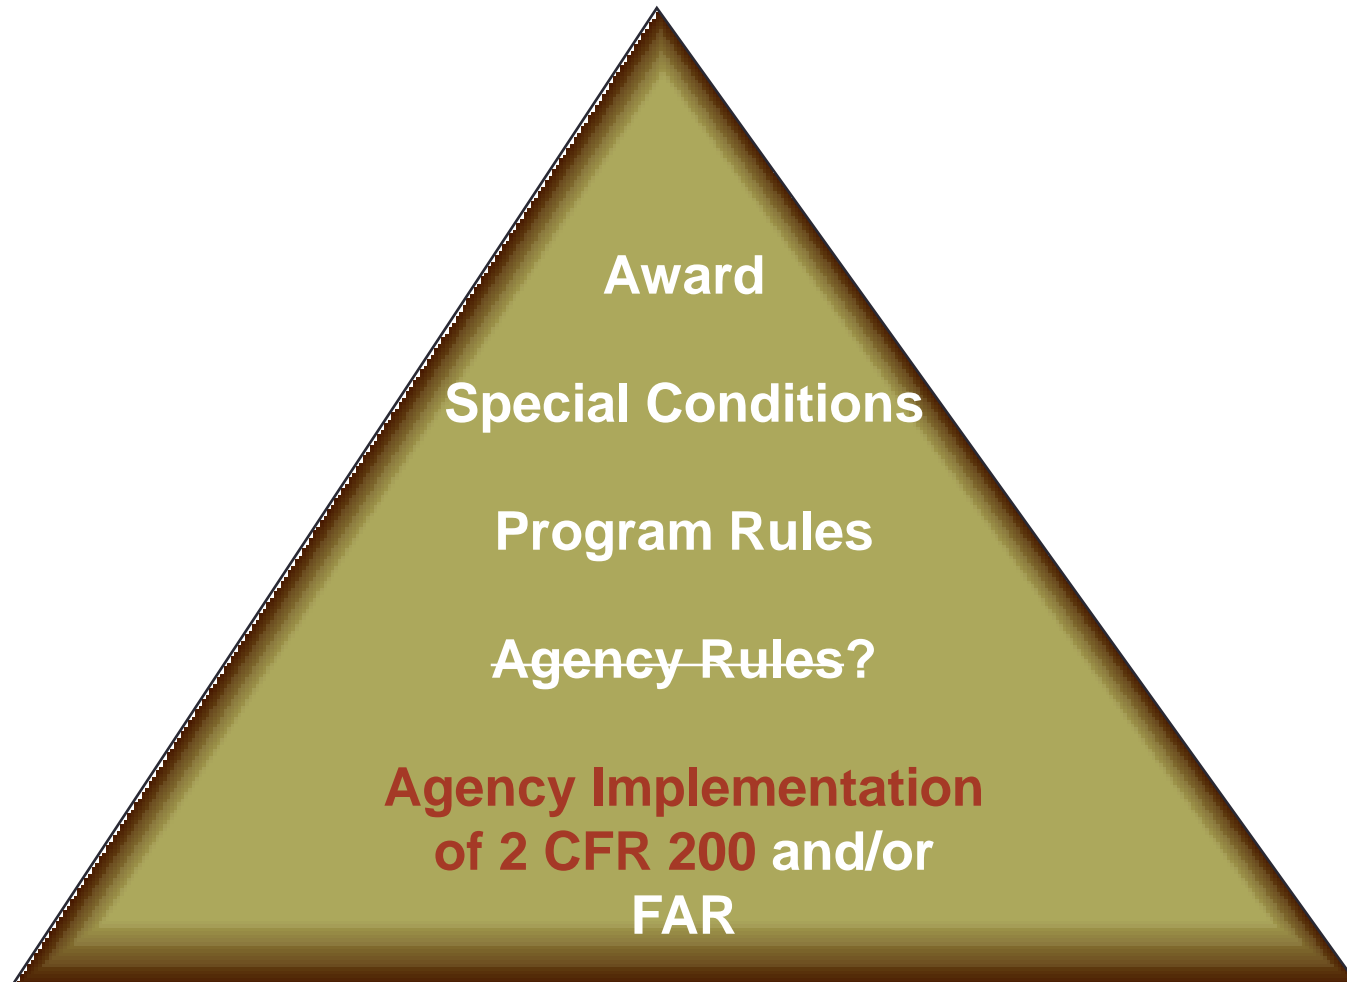 Award
Special Conditions
Program Rules
Agency Rules?
Agency Implementation
of 2 CFR 200 and/or
FAR